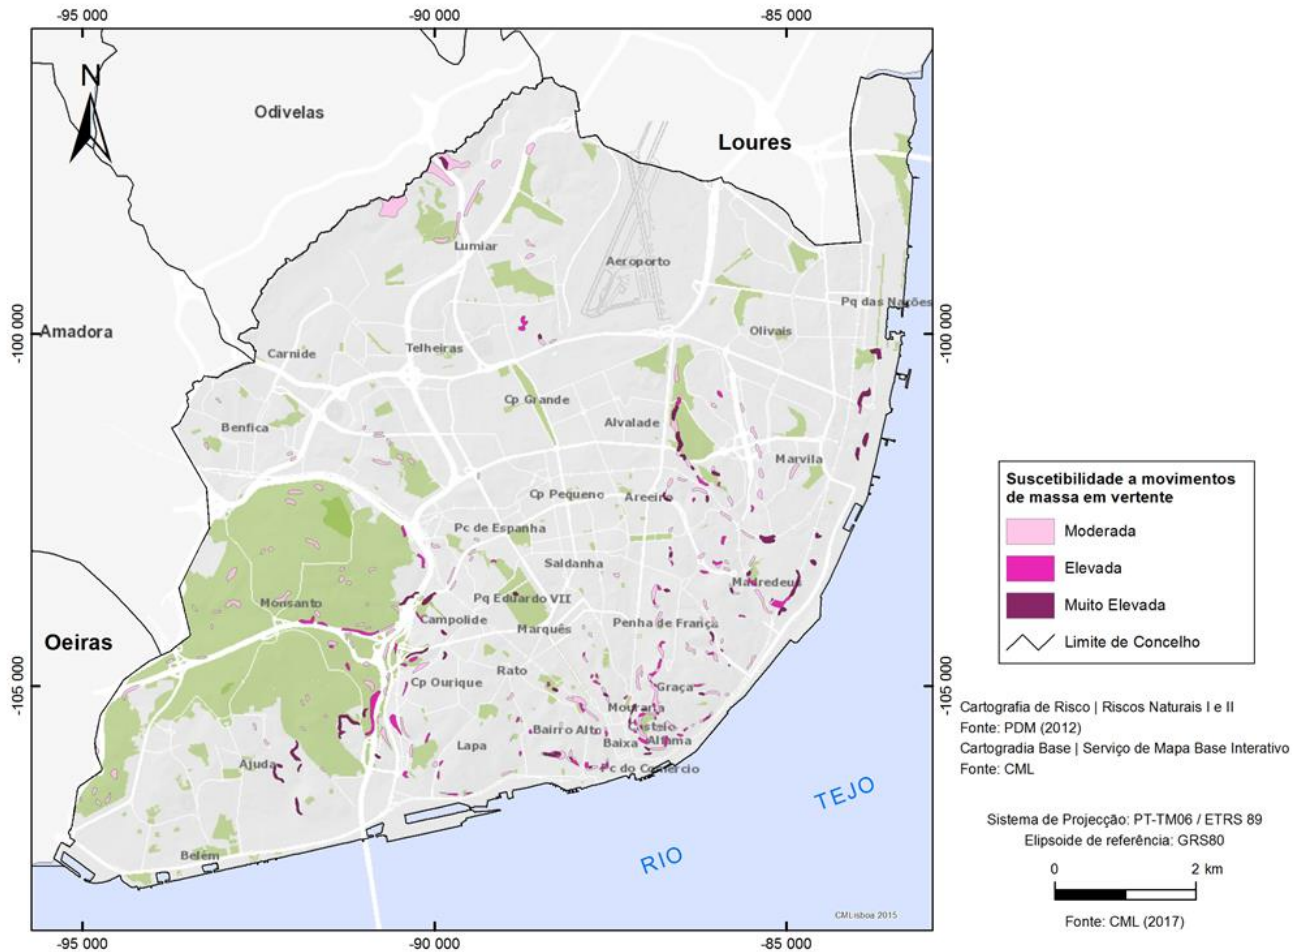 -95 000
-90 000
-85 000
N
Odivelas
Loures
Lumiar
Aeroporto
Pq das Nações
-100 000
Amadora
Olivais
-100 000
Carnide
Telheiras
Cp Grande
Benfica
Alvalade
Marvila
Cp Pequeno
Areeiro
Pc de Espanha
Saldanha
Madredeus
Monsanto
Pq Eduardo VII
Campolide
Marquês
Penha de França
Oeiras
Rato
Cp Ourique
Graça
-105 000
-105 000
Mouraria
Castelo
Bairro Alto
Baixa
Alfama
Lapa
Ajuda
Pc do Comércio
TEJO
RIO
Belém
CMLisboa 2015
-95 000
-90 000
-85 000
Suscetibilidade a movimentos
de massa em vertente
Moderada
Elevada
Muito Elevada
Limite de Concelho
Cartografia de Risco | Riscos Naturais I e II
Fonte: PDM (2012)
Cartogradia Base | Serviço de Mapa Base Interativo
Fonte: CML
Sistema de Projecção: PT-TM06 / ETRS 89
Elipsoide de referência: GRS80
0 2 km
Fonte: CML (2017)